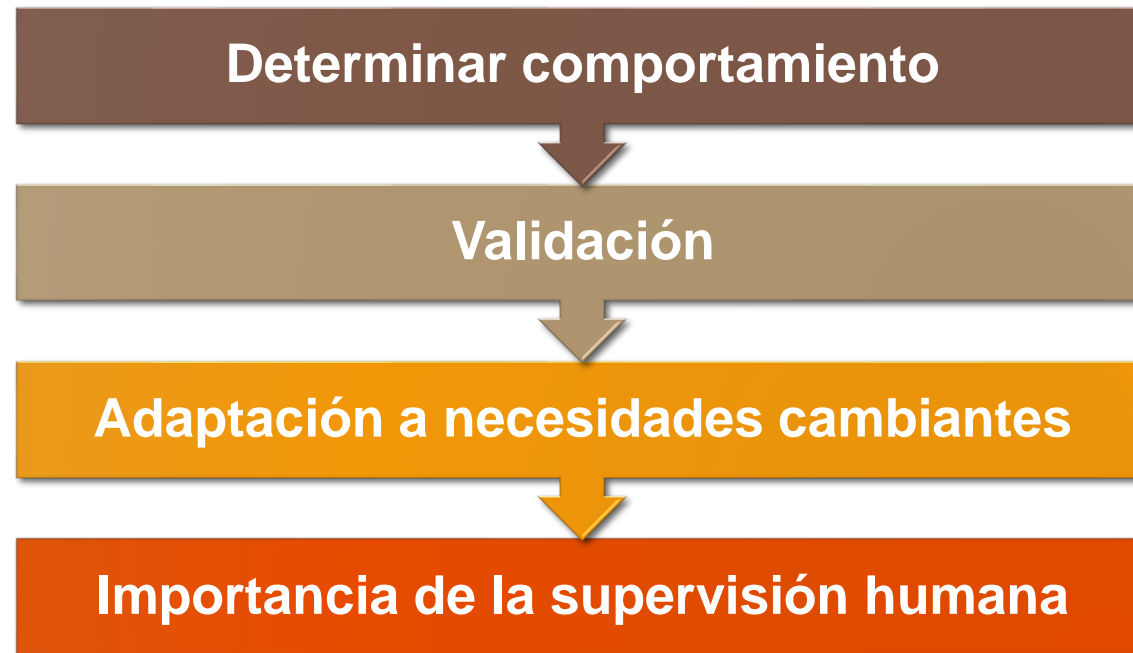 Determinar comportamiento
Validación
Adaptación a necesidades cambiantes
Importancia de la supervisión humana